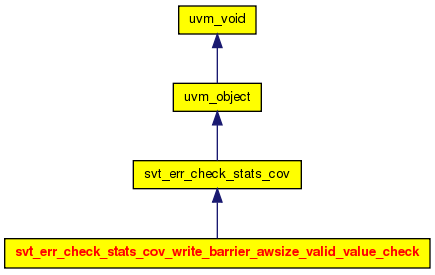 uvm_void
uvm_object
svt_err_check_stats_cov
svt_err_check_stats_cov_write_barrier_awsize_valid_value_check